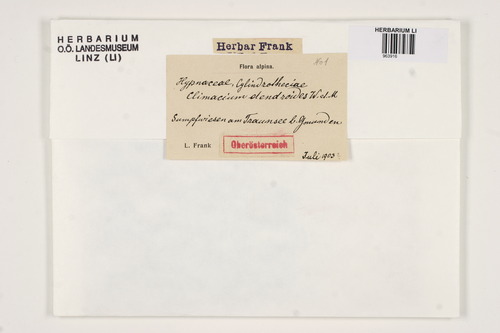 HERBARIUM
O.Ö. LANDESMUSEUM
LINZ (LI)
HERBARIUM LI
Herbar Frank
Flora alpina.
Hypnaceae, Cylindrotheciae
Climacium dendroides W. et. M
Sumpfwiesen am Traunsee b. Gmunden
L. Frank
Oberösterreich
Juli 1903